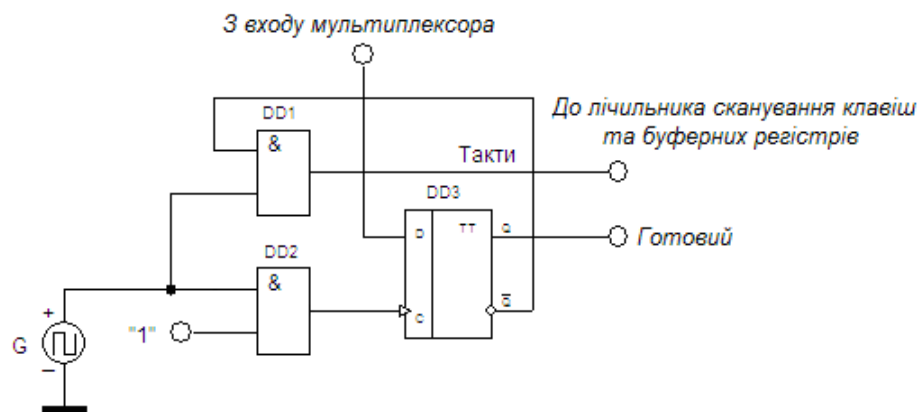 З входу мультиплексора
До лічильника сканування клавіш
та буферних регістрів
DD1
&
Такти
DD3
D
TT
Q
Готовий
DD2
&
+
G
–
"1"
C
Q̅